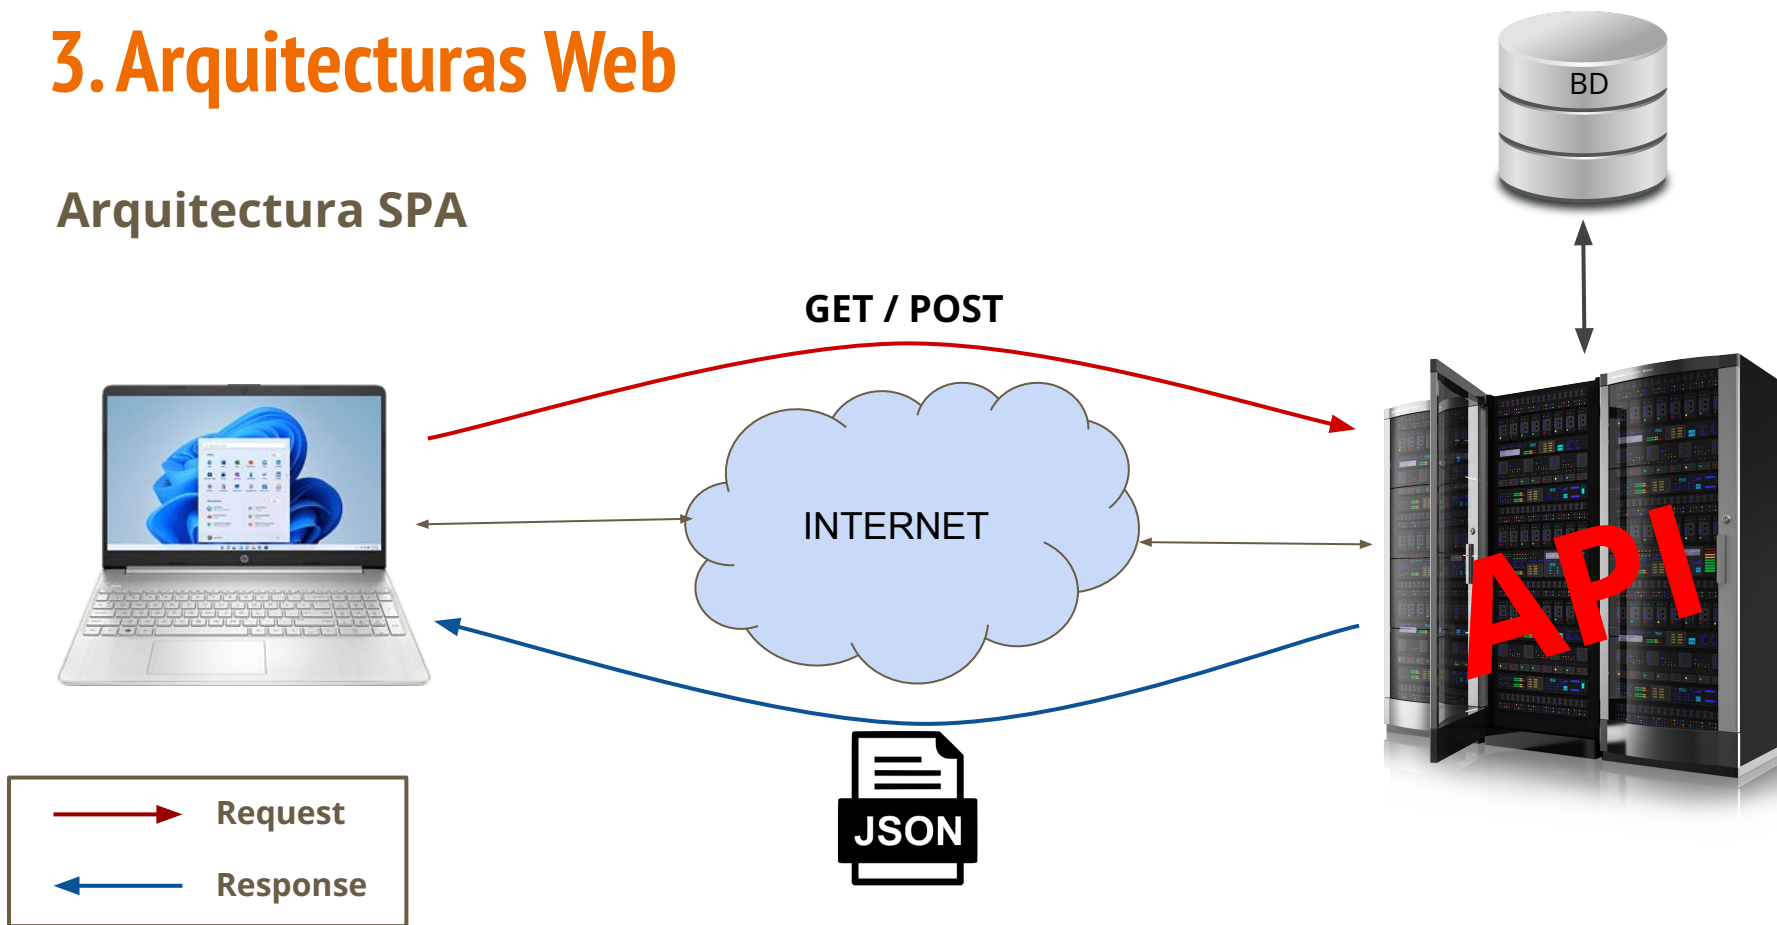 3. Arquitecturas Web
BD
Arquitectura SPA
GET / POST
INTERNET
API
JSON
Request
Response